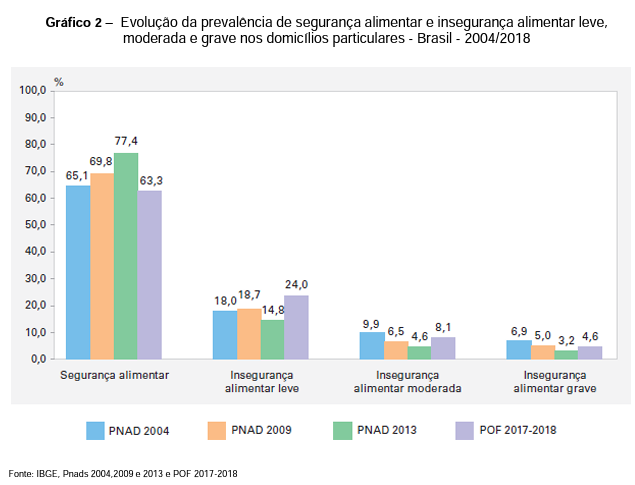 Gráfico 2 – Evolução da prevalência de segurança alimentar e insegurança alimentar leve,
moderada e grave nos domicílios particulares - Brasil - 2004/2018
%
100,0
90,0
80,0
70,0
60,0
50,0
40,0
30,0
20,0
10,0
0,0
65,1
69,8
77,4
63,3
18,0
18,7
14,8
24,0
9,9
6,5
4,6
8,1
6,9
5,0
3,2
4,6
Segurança alimentar
Insegurança
alimentar leve
Insegurança
alimentar moderada
Insegurança
alimentar grave
PNAD 2004
PNAD 2009
PNAD 2013
POF 2017-2018
Fonte: IBGE, Pnads 2004,2009 e 2013 e POF 2017-2018